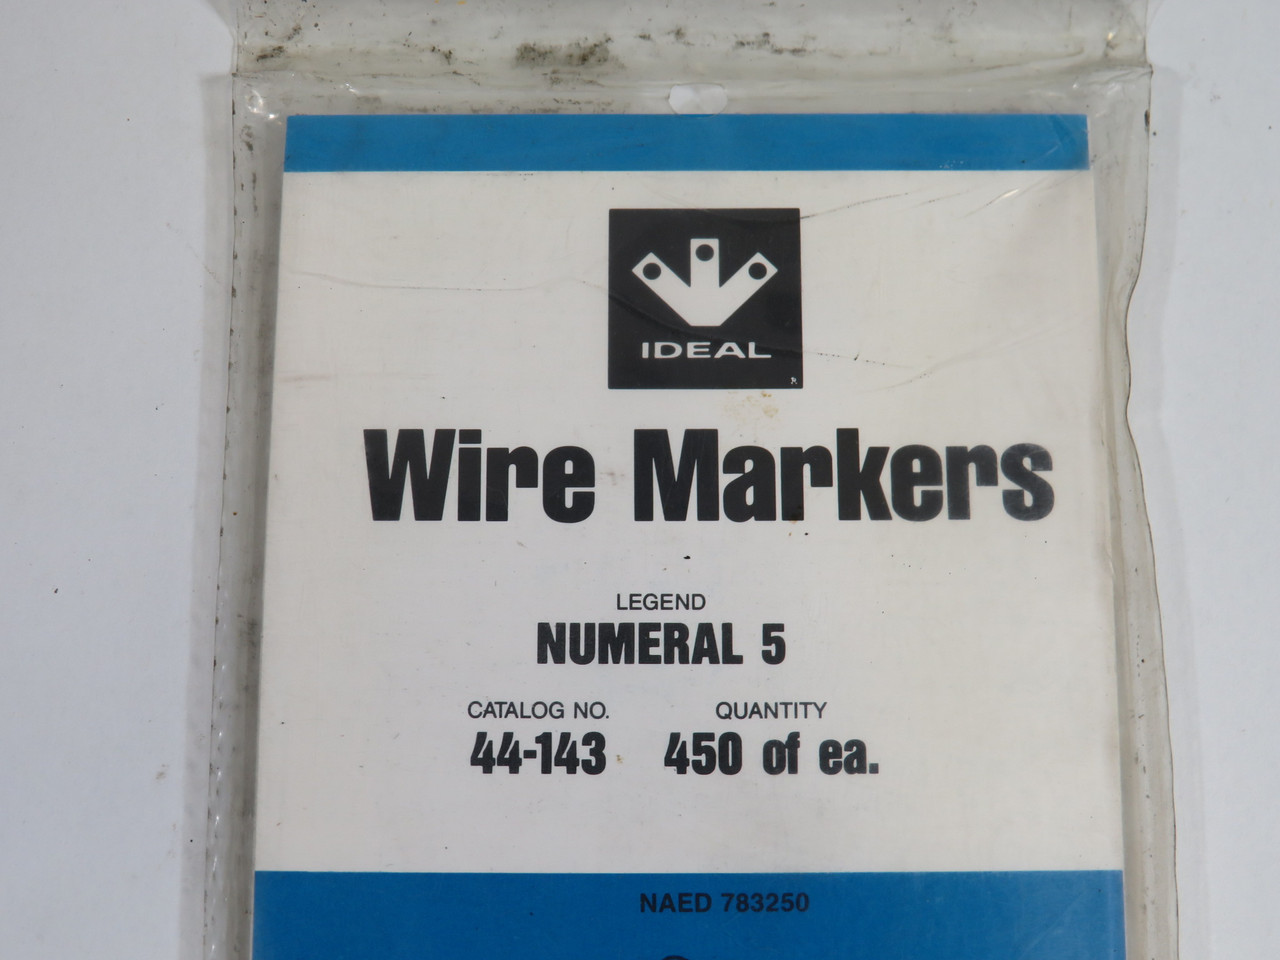 IDEAL
Wire Markers
LEGEND
NUMERAL 5
CATALOG NO. QUANTITY
44-143 450 of ea.
NAED 783250